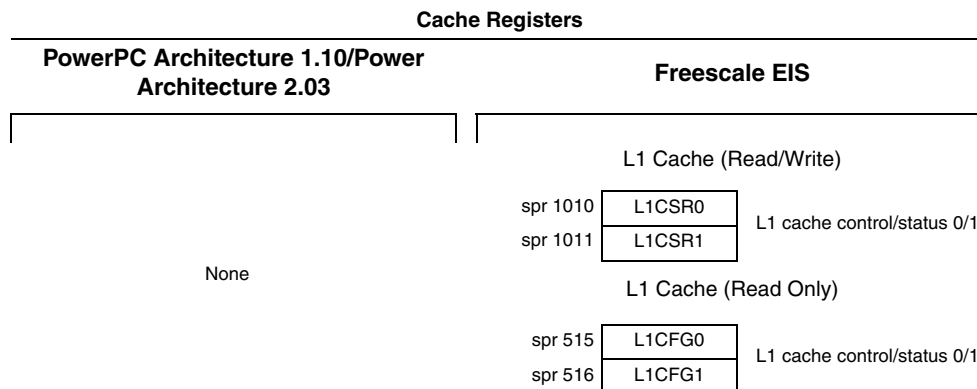 Cache Registers
PowerPC Architecture 1.10/Power
Architecture 2.03
Freescale EIS
None
L1 Cache (Read/Write)
spr 1010 L1CSR0
spr 1011 L1CSR1
L1 cache control/status 0/1
L1 Cache (Read Only)
spr 515 L1CFG0
spr 516 L1CFG1
L1 cache control/status 0/1